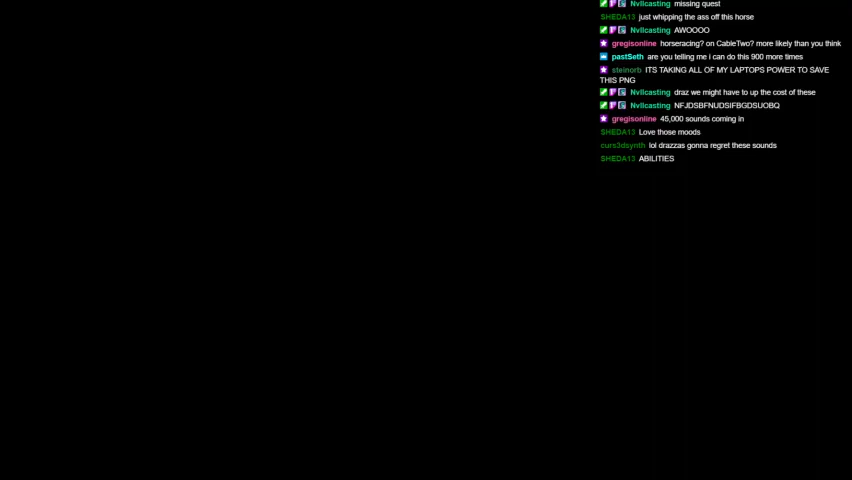 Nvllcasting missing quest
SHEDA13 just whipping the ass off this horse
Nvllcasting AWOOOO
gregisonline horseracing? on CableTwo? more likely than you think
pastSeth are you telling me i can do this 900 more times
steinorb ITS TAKING ALL OF MY LAPTOPS POWER TO SAVE
THIS PNG
Nvllcasting draz we might have to up the cost of these
Nvllcasting NFJDSBFNUDSIFBGDSUOBQ
gregisonline 45,000 sounds coming in
SHEDA13 Love those moods
curs3dsynth lol drazzas gonna regret these sounds
SHEDA13 ABILITIES